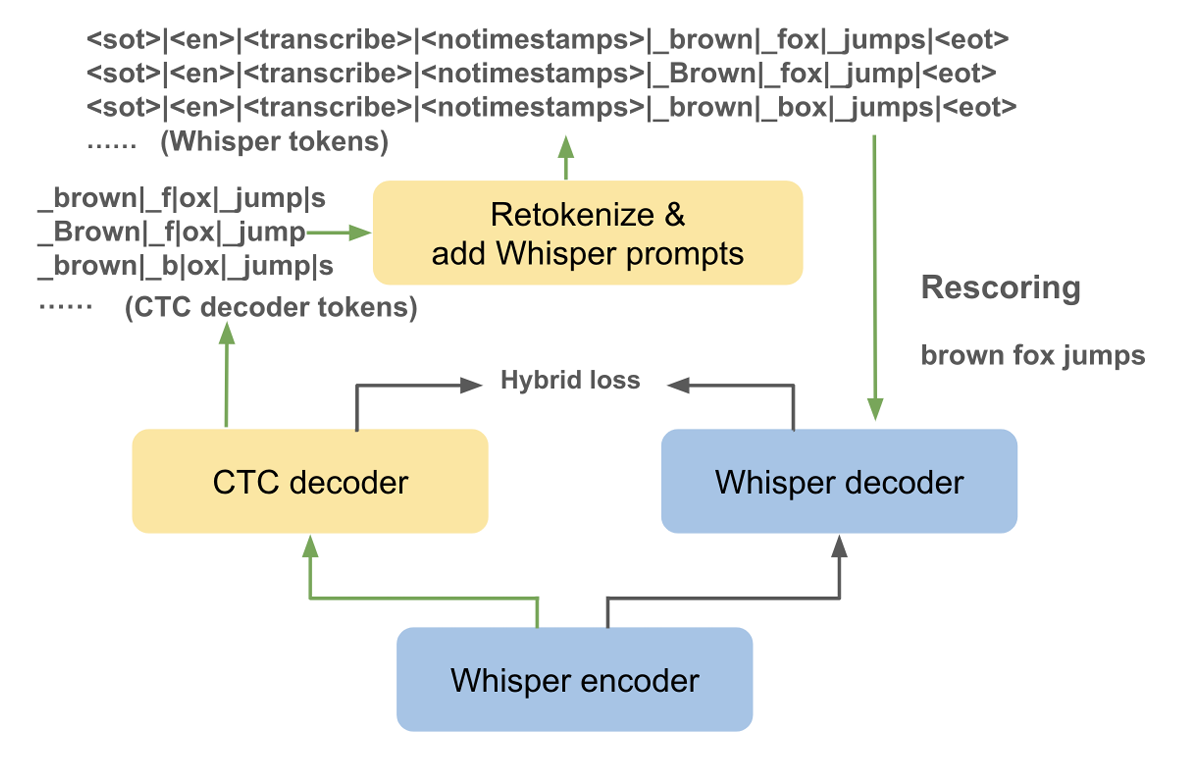 <sot>|<en>|<transcribe>|<notimestamps>|_brown|_fox|_jumps|<eot>
<sot>|<en>|<transcribe>|<notimestamps>|_Brown|_fox|_jump|<eot>
<sot>|<en>|<transcribe>|<notimestamps>|_brown|_box|_jumps|<eot>
...... (Whisper tokens)
_brown|_f|ox|_jump|s
_Brown|_f|ox|_jump
_brown|_b|ox|_jump|s
...... (CTC decoder tokens)
Retokenize &
add Whisper prompts
Rescoring
brown fox jumps
Hybrid loss
CTC decoder
Whisper decoder
Whisper encoder